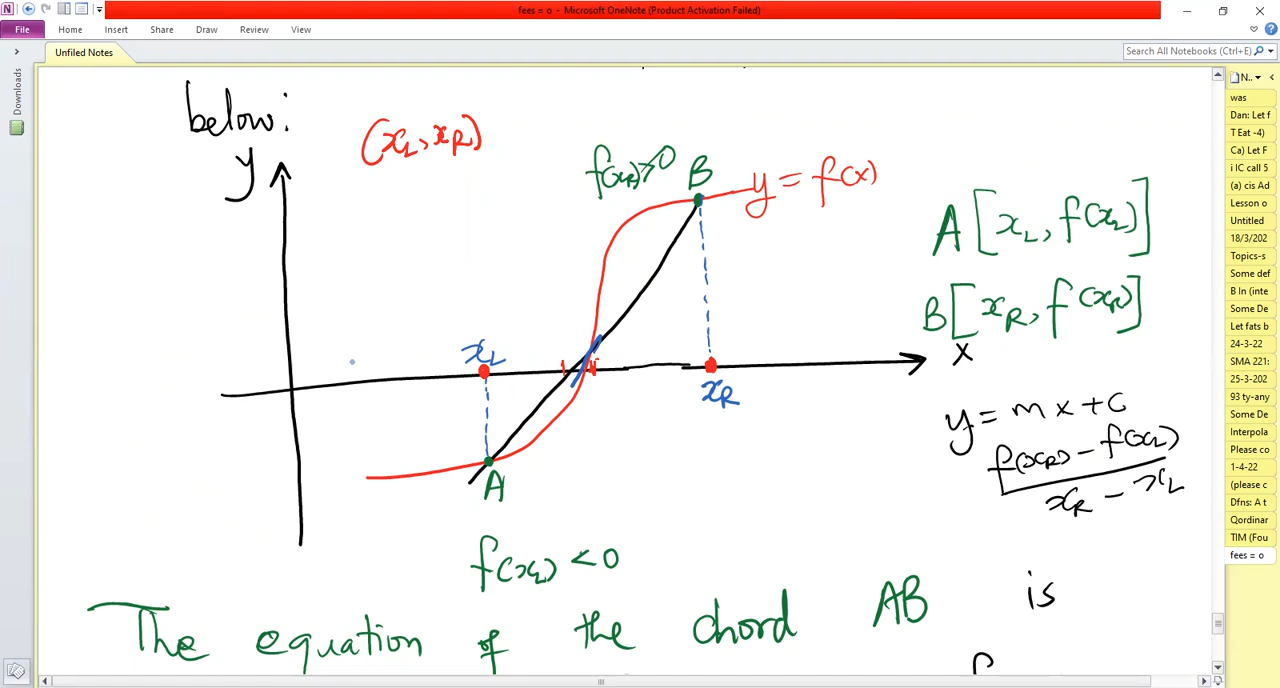 fees = o - Microsoft OneNote (Product Activation Failed)
File Home Insert Share Draw Review View
Unfiled Notes
Search All Notebooks (Ctrl+E)
Downloads
N..
was
Dan: Let f
T Eat -4)
Ca) Let F
i IC call 5
(a) cis Ad
Lesson o
Untitled
18/3/202
Topics-s
Some def
B In (inte
Some De
Let fats b
24-3-22
SMA 221:
25-3-202
93 ty-any
Some De
Interpola
Please co
1-4-22
(please c
Dfns: A t
Qordinar
TIM (Fou
fees = o
below:
(x_L, x_R)
y
f(x_R)>0 B
y = f(x)
A[x_L, f(x_L)]
B[x_R, f(x_R)]
x_L
x
x_R
y = mx+c
f(x_R) - f(x_L)
x_R - x_L
A
f(x_L) < 0
The equation of the chord AB is